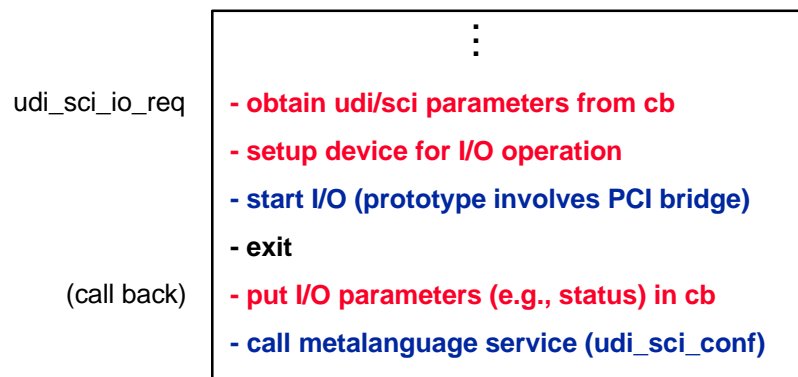 ⋮
udi_sci_io_req - obtain udi/sci parameters from cb
- setup device for I/O operation
- start I/O (prototype involves PCI bridge)
- exit
(call back) - put I/O parameters (e.g., status) in cb
- call metalanguage service (udi_sci_conf)